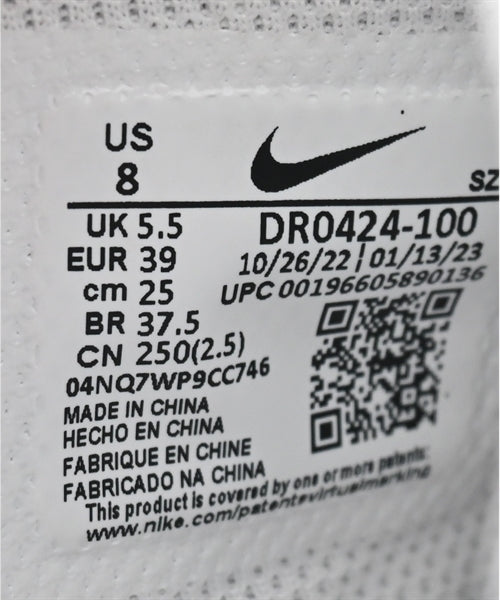 US
8
SZ
UK 5.5
DR0424-100
EUR 39
10/26/22 | 01/13/23
cm 25
UPC 00196605890136
BR 37.5
CN 250(2.5)
04NQ7WP9CC746
MADE IN CHINA
HECHO EN CHINA
FABRIQUE EN CHINE
FABRICADO NA CHINA
This product is covered by one or more patents:
www.nike.com/patentsvirtualmarking